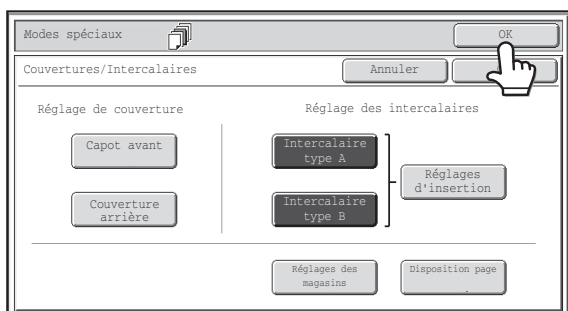 Modes spéciaux
OK
Couvertures/Intercalaires
Annuler
Réglage de couverture
Réglage des intercalaires
Capot avant
Intercalaire
type A
Réglages
d'insertion
Couverture
arrière
Intercalaire
type B
Réglages des
magasins
Disposition page
.